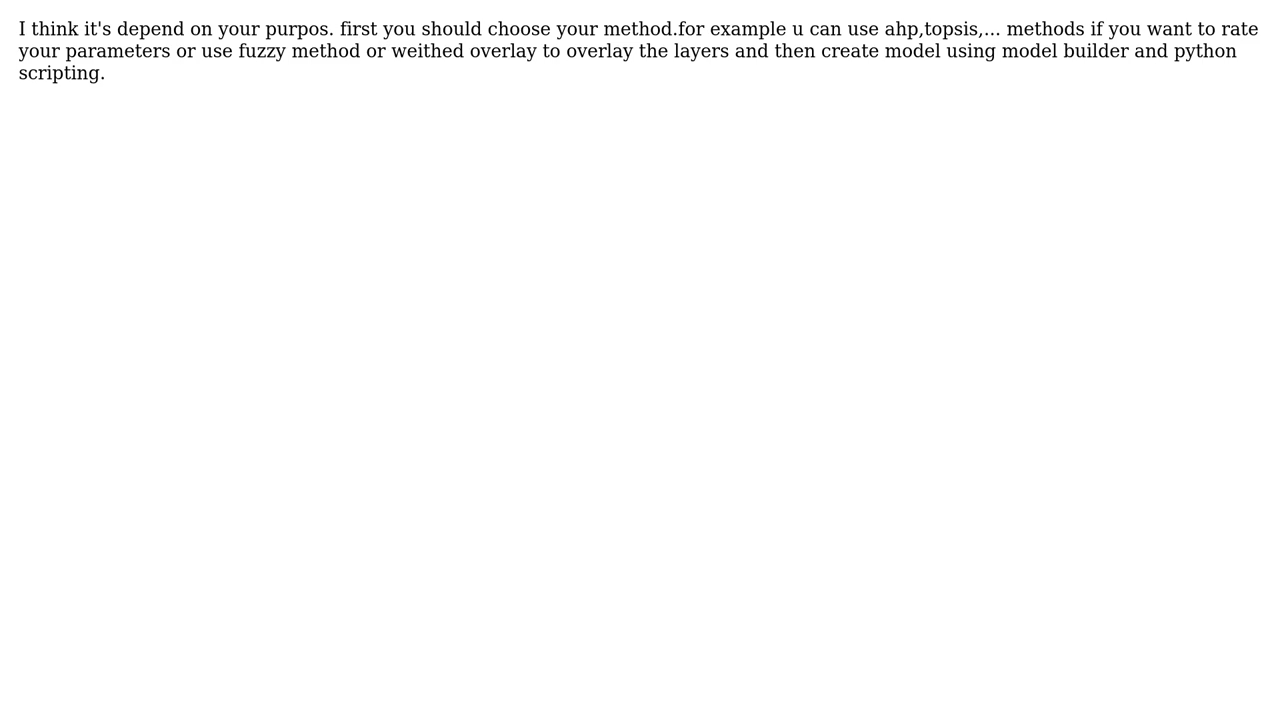 I think it's depend on your purpos. first you should choose your method.for example u can use ahp,topsis,... methods if you want to rate
your parameters or use fuzzy method or weithed overlay to overlay the layers and then create model using model builder and python
scripting.